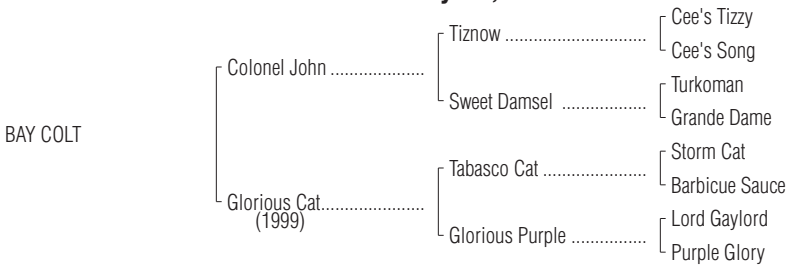 Cee's Tizzy
Tiznow ................................
Cee's Song
Colonel John .....................
Turkoman
Sweet Damsel ...................
Grande Dame
BAY COLT
Storm Cat
Tabasco Cat .......................
Barbicue Sauce
Glorious Cat.......................
(1999)
Lord Gaylord
Glorious Purple .................
Purple Glory